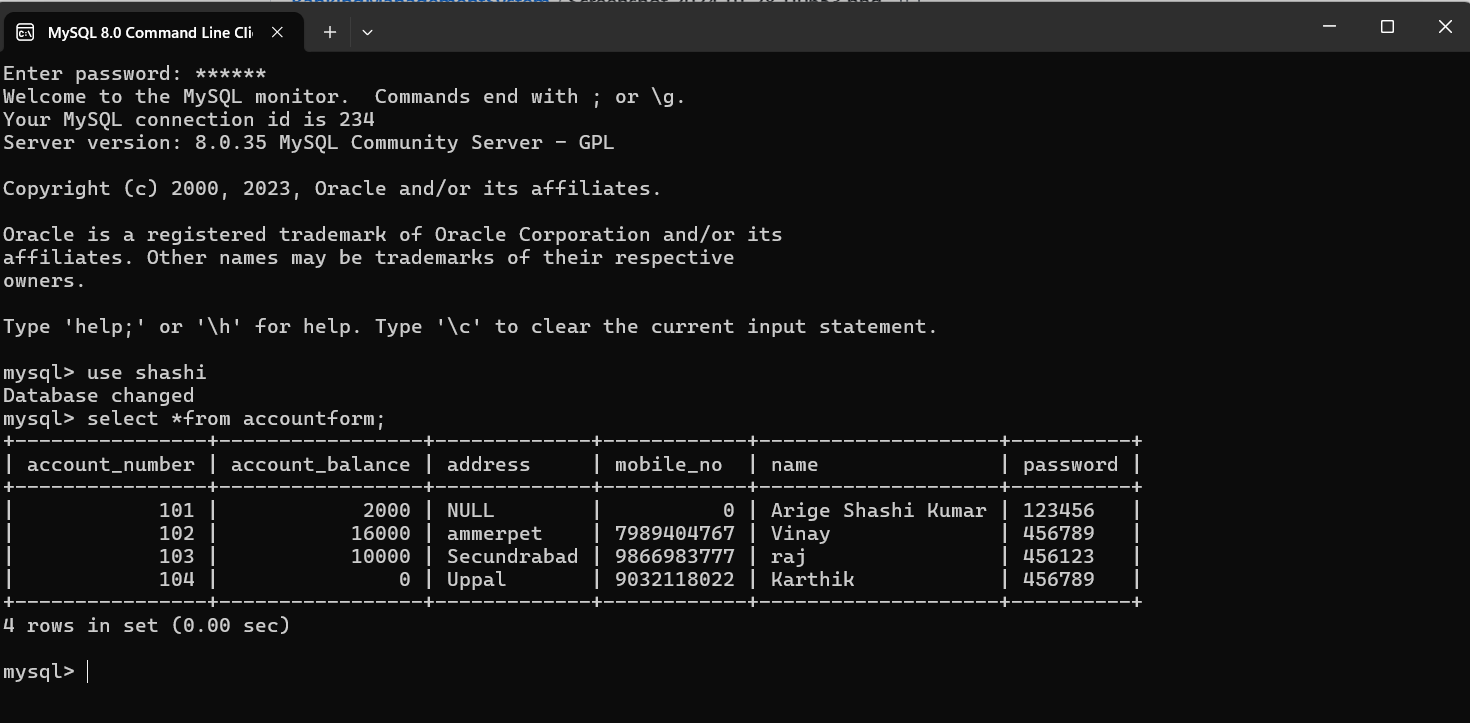 MySQL 8.0 Command Line Cli
Enter password: ******
Welcome to the MySQL monitor.  Commands end with ; or \g.
Your MySQL connection id is 234
Server version: 8.0.35 MySQL Community Server - GPL
Copyright (c) 2000, 2023, Oracle and/or its affiliates.
Oracle is a registered trademark of Oracle Corporation and/or its
affiliates. Other names may be trademarks of their respective
owners.
Type 'help;' or '\h' for help. Type '\c' to clear the current input statement.
mysql> use shashi
Database changed
mysql> select *from accountform;
+----------------+-----------------+-------------+------------+--------------------+----------+
| account_number | account_balance | address     | mobile_no  | name               | password |
+----------------+-----------------+-------------+------------+--------------------+----------+
|            101 |            2000 | NULL        |          0 | Arige Shashi Kumar | 123456   |
|            102 |           16000 | ammerpet    | 7989404767 | Vinay              | 456789   |
|            103 |           10000 | Secundrabad | 9866983777 | raj                | 456123   |
|            104 |               0 | Uppal       | 9032118022 | Karthik            | 456789   |
+----------------+-----------------+-------------+------------+--------------------+----------+
4 rows in set (0.00 sec)
mysql>